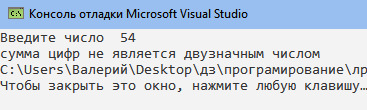 Консоль отладки Microsoft Visual Studio
Введите число  54
сумма цифр не является двузначным числом
C:\Users\Валерий\Desktop\дз\програмирование\лр
Чтобы закрыть это окно, нажмите любую клавишу…